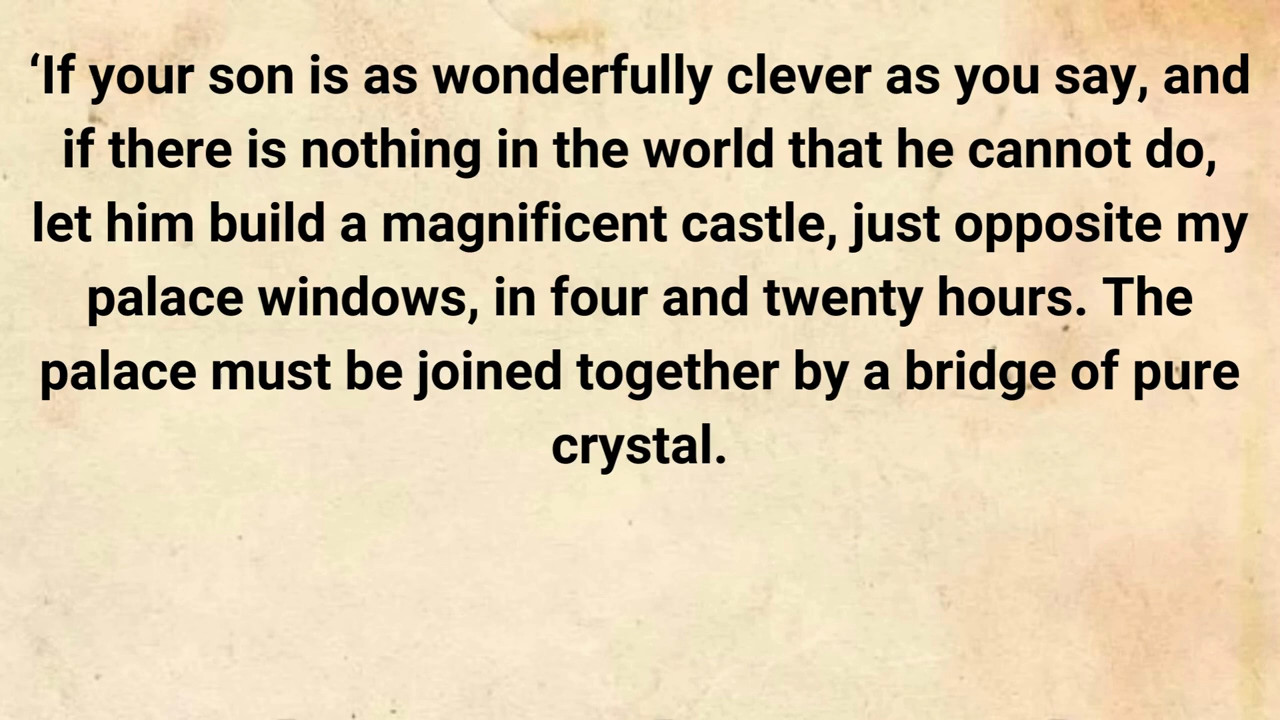 ‘If your son is as wonderfully clever as you say, and
if there is nothing in the world that he cannot do,
let him build a magnificent castle, just opposite my
palace windows, in four and twenty hours. The
palace must be joined together by a bridge of pure
crystal.